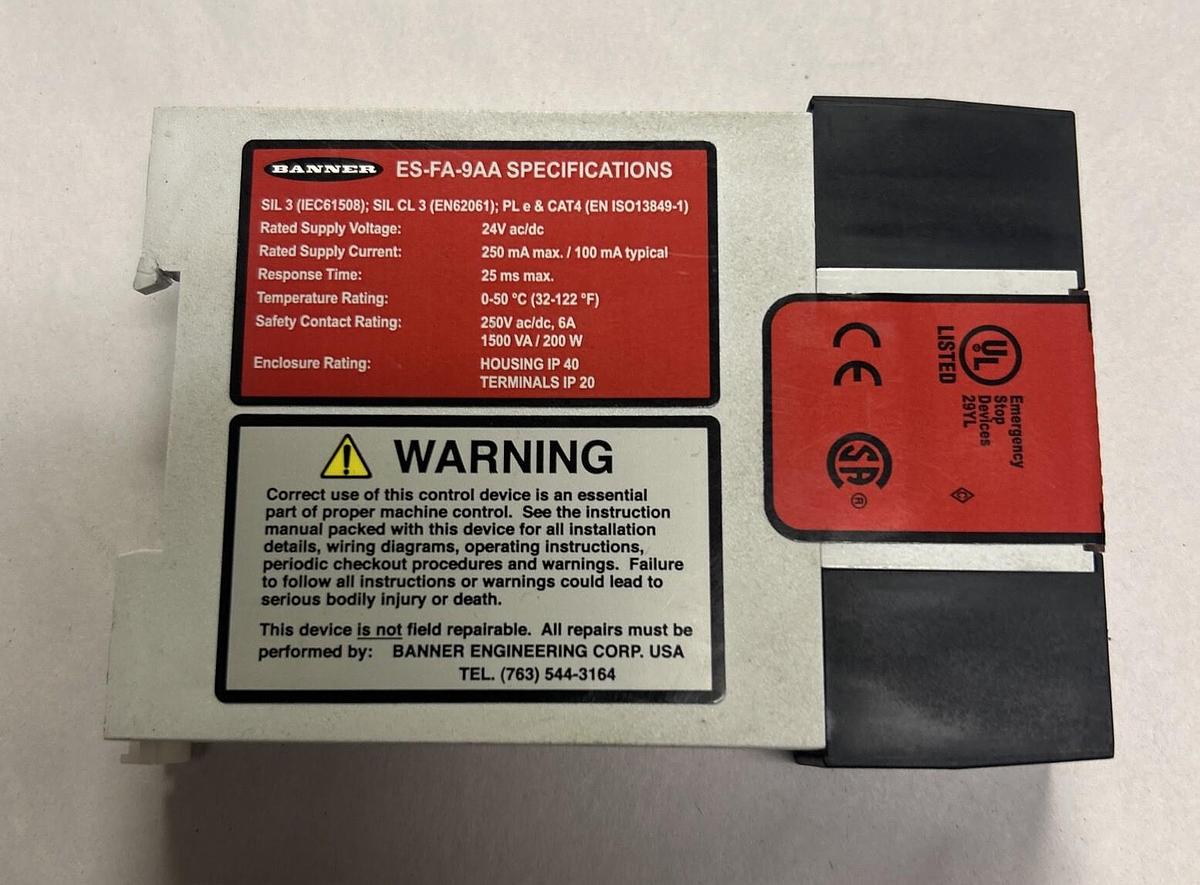 BANNER ES-FA-9AA SPECIFICATIONS
SIL 3 (IEC61508); SIL CL 3 (EN62061); PL e & CAT4 (EN ISO13849-1)
Rated Supply Voltage: 24V ac/dc
Rated Supply Current: 250 mA max. / 100 mA typical
Response Time: 25 ms max.
Temperature Rating: 0-50 °C (32-122 °F)
Safety Contact Rating: 250V ac/dc, 6A
1500 VA / 200 W
Enclosure Rating: HOUSING IP 40
TERMINALS IP 20
WARNING
Correct use of this control device is an essential
part of proper machine control. See the instruction
manual packed with this device for all installation
details, wiring diagrams, operating instructions,
periodic checkout procedures and warnings. Failure
to follow all instructions or warnings could lead to
serious bodily injury or death.
This device is not field repairable. All repairs must be
performed by: BANNER ENGINEERING CORP. USA
TEL. (763) 544-3164
UL
LISTED
Emergency
Stop
Devices
29YL
CE
SA ®